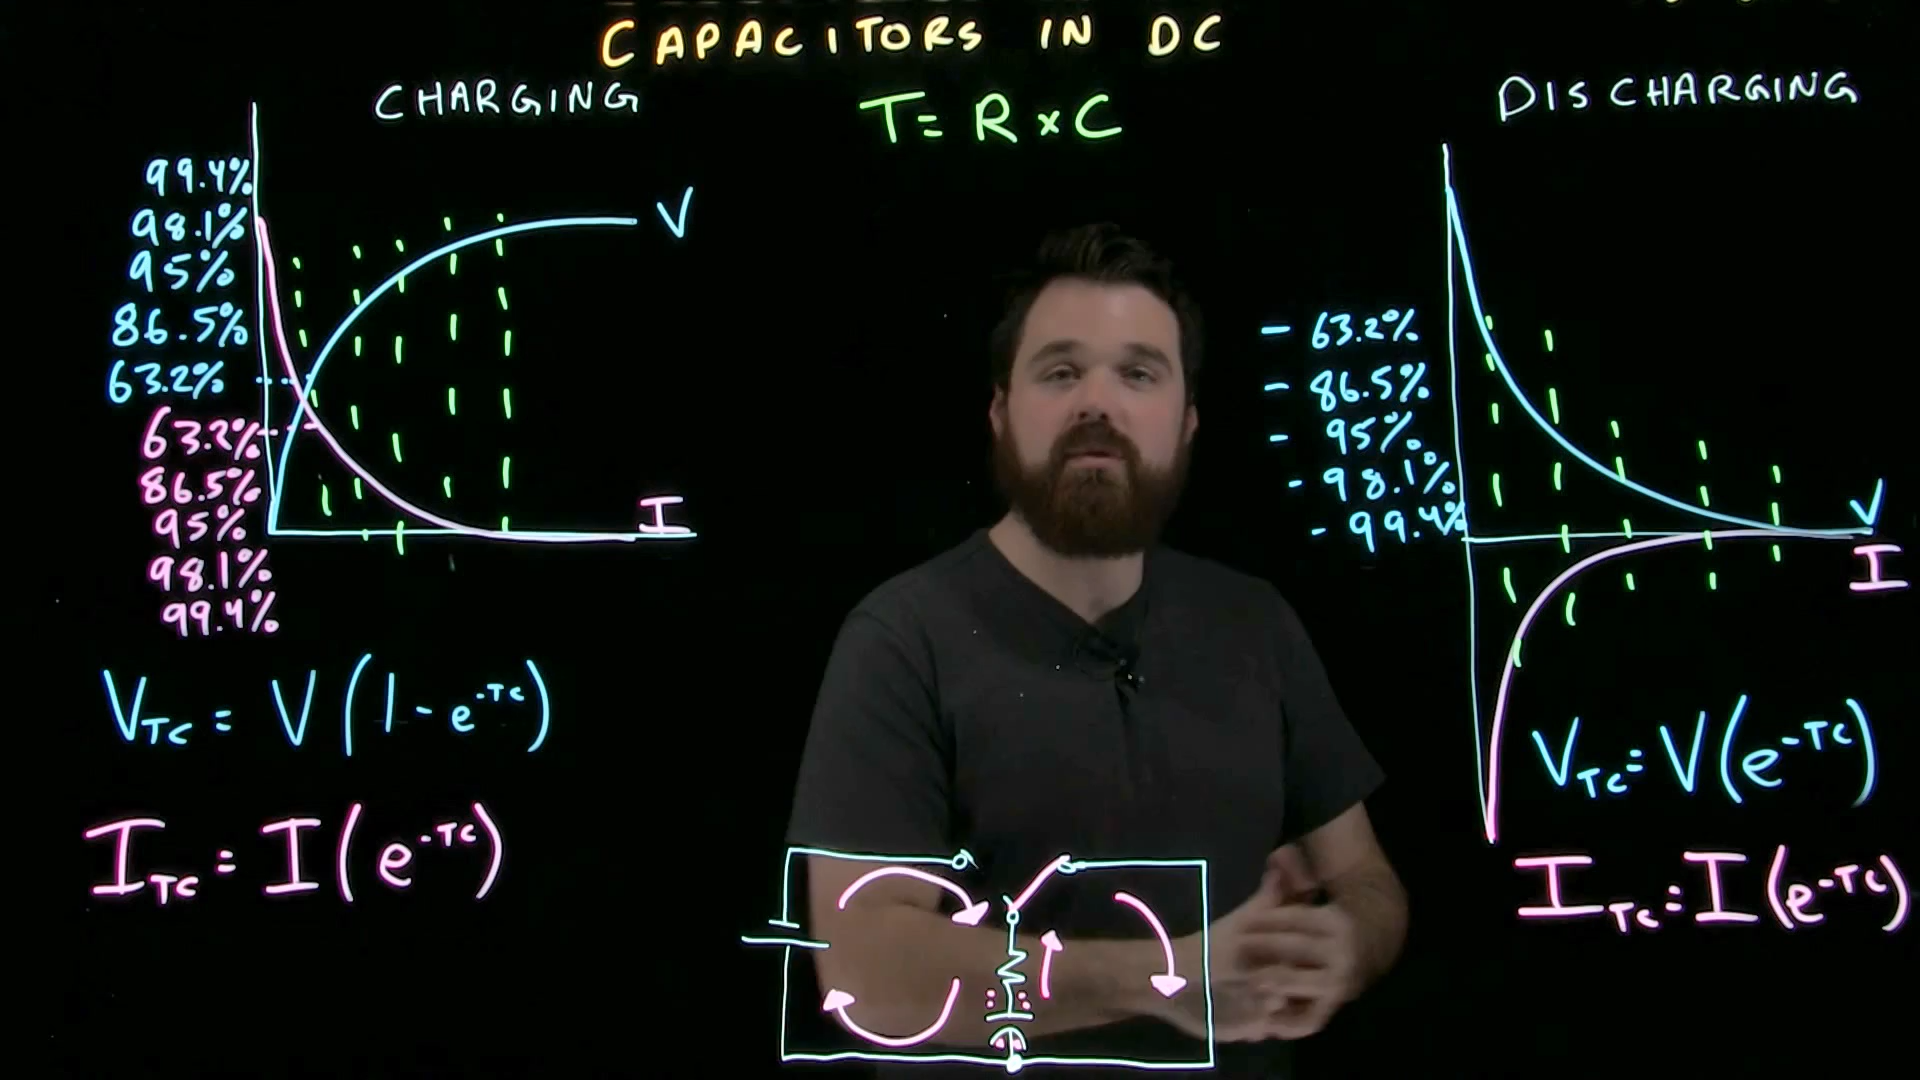 CAPACITORS IN DC
T= R x C
CHARGING
99.4%
98.1%
95%
86.5%
63.2%
63.2%
86.5%
95%
98.1%
99.4%
V
I
V_TC = V (1 - e^-TC)
I_TC = I (e^-TC)
DISCHARGING
- 63.2%
- 86.5%
- 95%
- 98.1%
- 99.4%
V
I
V_TC = V (e^-TC)
I_TC = I (e^-TC)